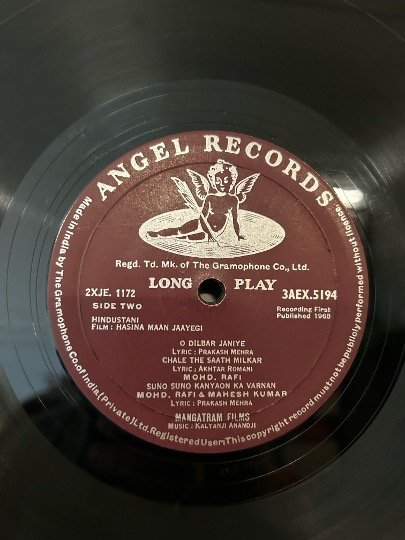 ANGEL RECORDS
Regd. Td. Mk. of The Gramophone Co., Ltd.
LONG PLAY
2XJE. 1172
SIDE TWO
3AEX.5194
Recording First
Published 1968
HINDUSTANI
FILM: HASINA MAAN JAAYEGI
O DILBAR JANIYE
LYRIC: PRAKASH MEHRA
CHALE THE SAATH MILKAR
LYRIC: AKHTAR ROMANI
MOHD. RAFI
SUNO SUNO KANYAON KA VARNAN
MOHD. RAFI & MAHESH KUMAR
LYRIC: PRAKASH MEHRA
MANGATRAM FILMS
MUSIC: KALYANJI ANANDJI
Made in India by The Gramophone Co., of India (Private) Ltd. Registered User: This copyright record must not be publicly performed without licence.